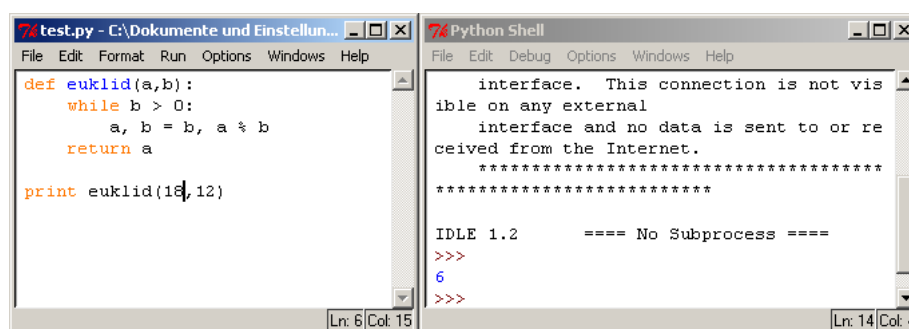 test.py - C:\Dokumente und Einstellun...
File Edit Format Run Options Windows Help
def euklid(a,b):
    while b > 0:
        a, b = b, a % b
    return a
print euklid(18,12)
Ln: 6 Col: 15
Python Shell
File Edit Debug Options Windows Help
    interface.  This connection is not vis
ible on any external
    interface and no data is sent to or re
ceived from the Internet.
    **************************************
**************************
IDLE 1.2      ==== No Subprocess ====
>>>
6
>>>
Ln: 14 Col: